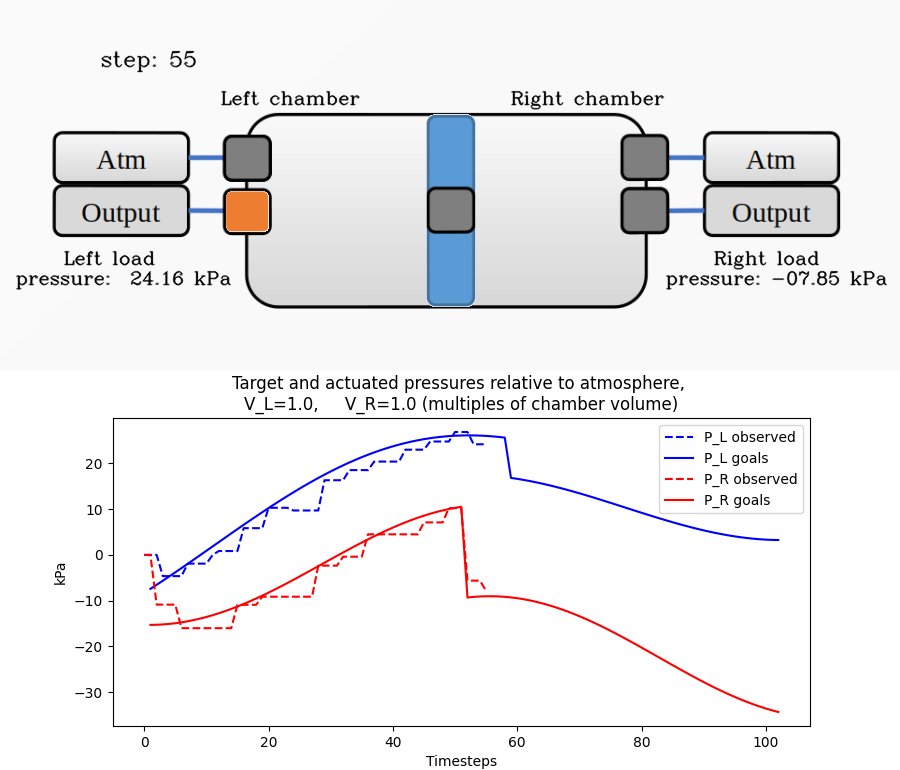 step: 55
Left chamber
Right chamber
Atm
Atm
Output
Output
Left load
pressure: 24.16 kPa
Right load
pressure: −07.85 kPa
Target and actuated pressures relative to atmosphere,
V_L=1.0, V_R=1.0 (multiples of chamber volume)
P_L observed
P_L goals
P_R observed
P_R goals
20
10
0
−10
−20
−30
kPa
0 20 40 60 80 100
Timesteps